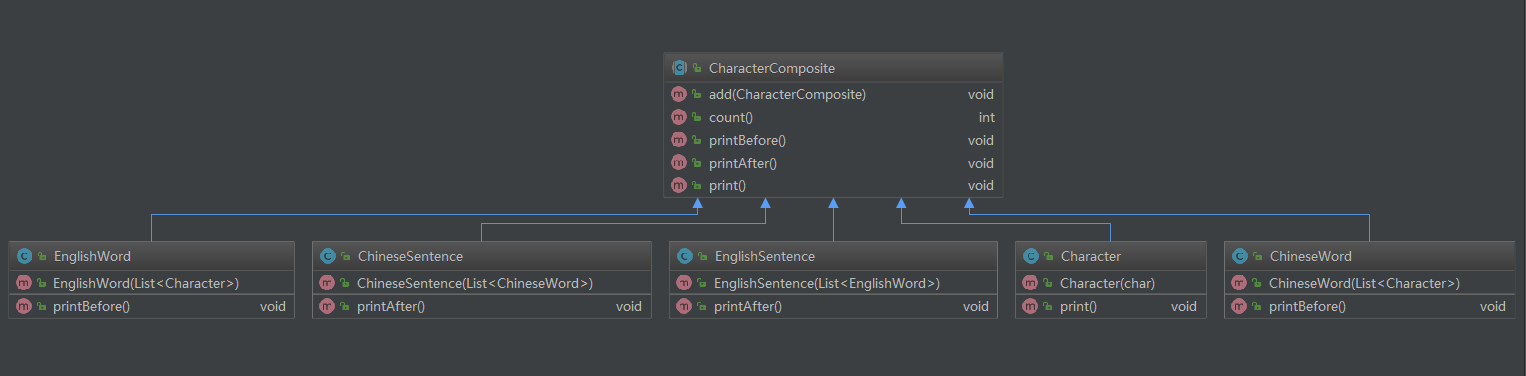 CharacterComposite
add(CharacterComposite) void
count() int
printBefore() void
printAfter() void
print() void
EnglishWord
EnglishWord(List<Character>)
printBefore() void
ChineseSentence
ChineseSentence(List<ChineseWord>)
printAfter() void
EnglishSentence
EnglishSentence(List<EnglishWord>)
printAfter() void
Character
Character(char)
print() void
ChineseWord
ChineseWord(List<Character>)
printBefore() void